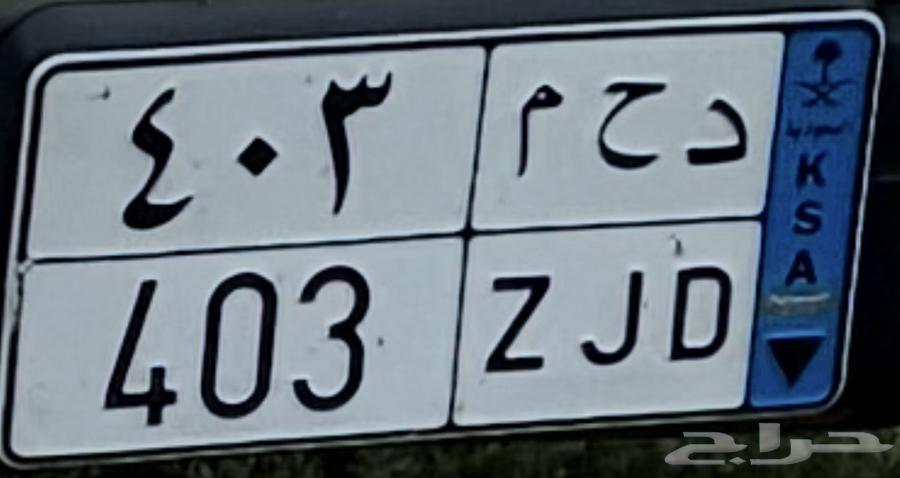 ٤٠٣ د ح م
403 Z J D
السعودية
K
S
A
حراج